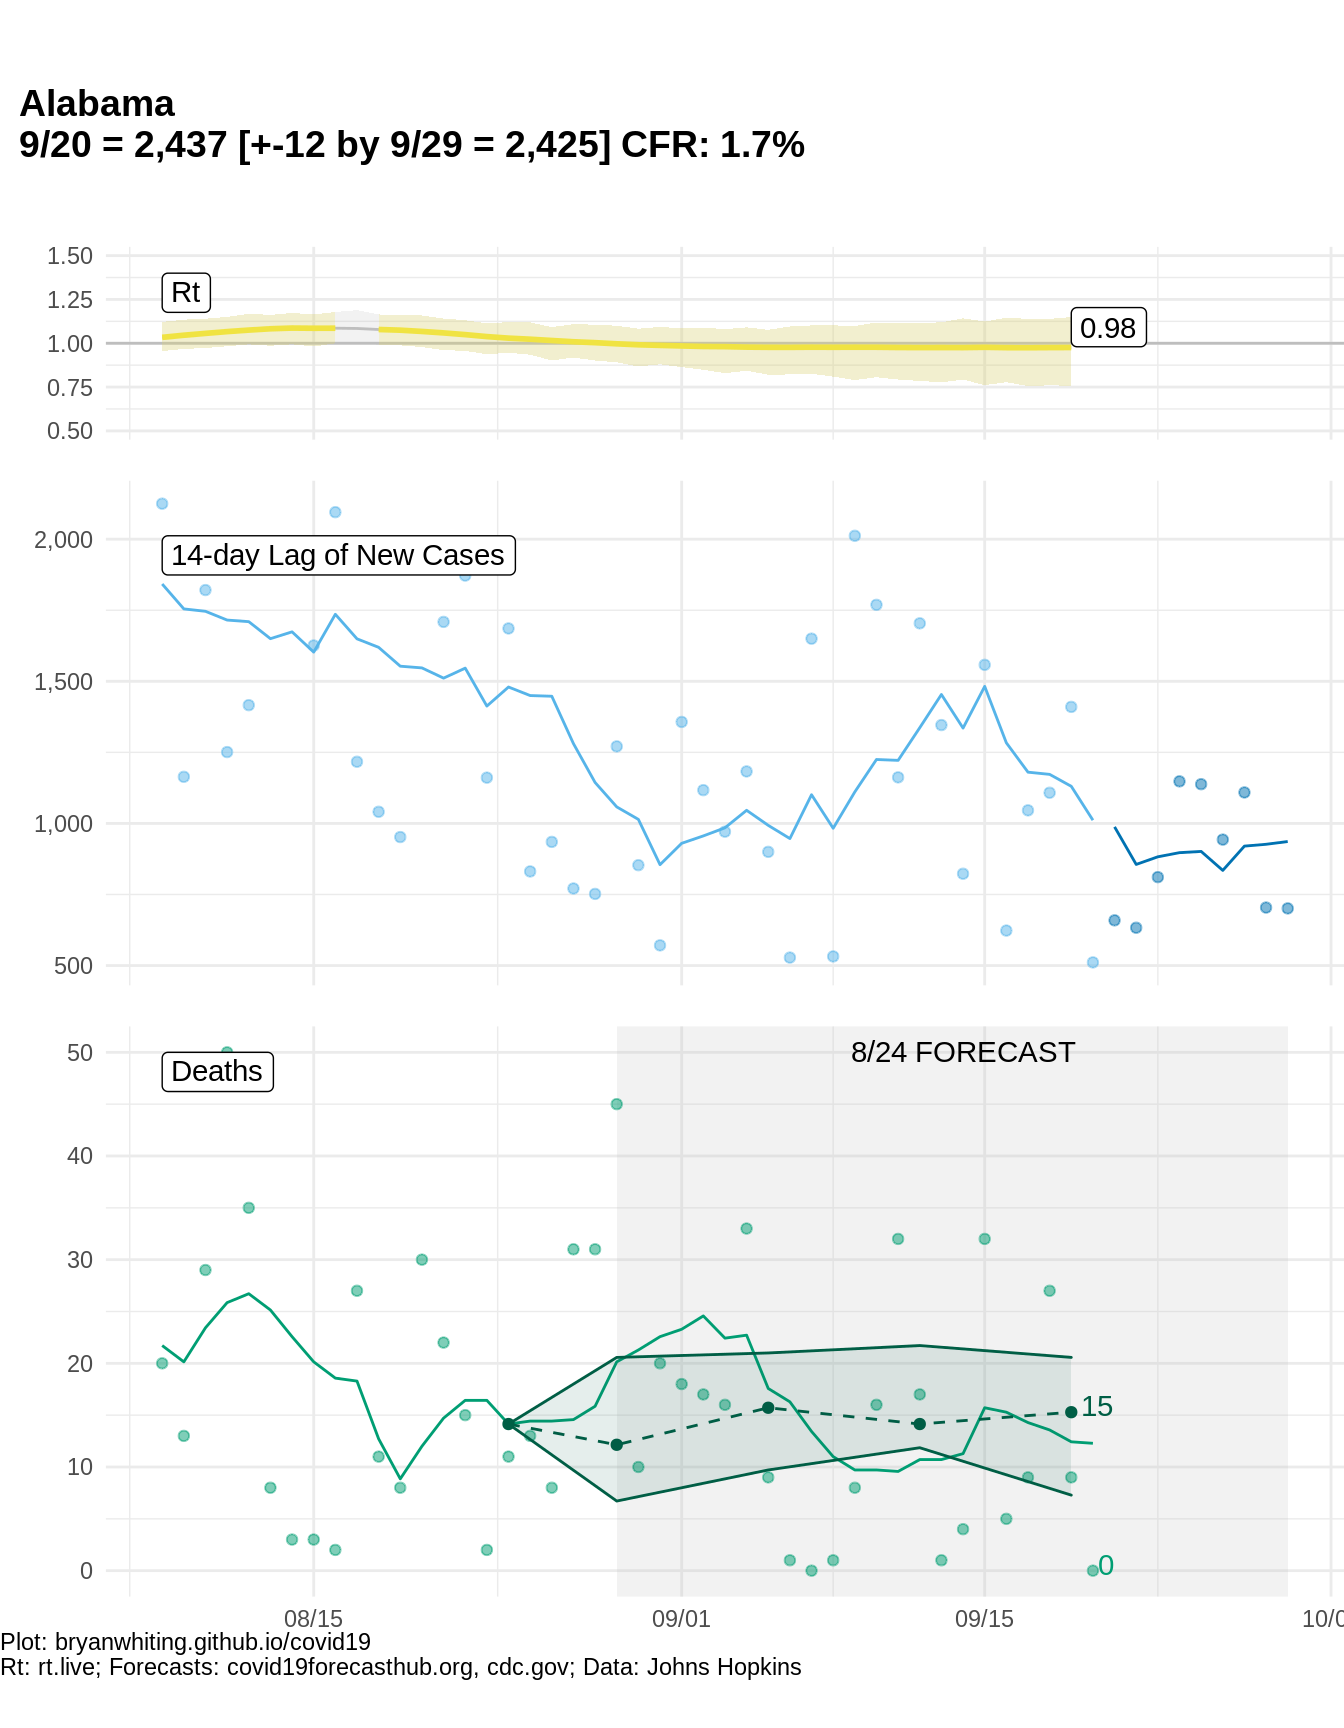 Alabama
9/20 = 2,437 [+-12 by 9/29 = 2,425] CFR: 1.7%
1.50
1.25
1.00
0.75
0.50
Rt
0.98
2,000
1,500
1,000
500
14-day Lag of New Cases
50
40
30
20
10
0
Deaths
8/24 FORECAST
15
0
08/15
09/01
09/15
10/0
Plot: bryanwhiting.github.io/covid19
Rt: rt.live; Forecasts: covid19forecasthub.org, cdc.gov; Data: Johns Hopkins